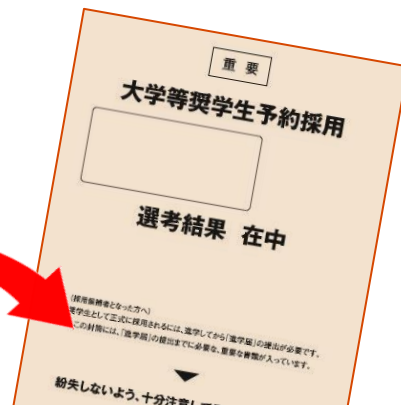 重要
大学等奨学生予約採用
選考結果 在中
(採用候補者となった方へ)
奨学生として正式に採用されるには、進学してから「進学届」の提出が必要です。
この封筒には、「進学届」の提出までに必要な、重要な書類が入っています。
紛失しないよう、十分注意して